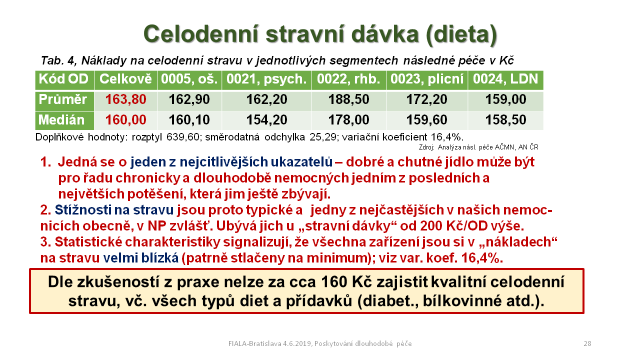 Celodenní stravní dávka (dieta)
Tab. 4, Náklady na celodenní stravu v jednotlivých segmentech následné péče v Kč
Kód OD Celkově 0005, oš. 0021, psych. 0022, rhb. 0023, plicní 0024, LDN
Průměr 163,80 162,90 162,20 188,50 172,20 159,00
Medián 160,00 160,10 154,20 178,00 159,60 158,50
Doplňkové hodnoty: rozptyl 639,60; směrodatná odchylka 25,29; variační koeficient 16,4%.
Zdroj: Analýza násl. péče AČMN, AN ČR
1. Jedná se o jeden z nejcitlivějších ukazatelů – dobré a chutné jídlo může být
pro řadu chronicky a dlouhodobě nemocných jedním z posledních a
největších potěšení, která jim ještě zbývají.
2. Stížnosti na stravu jsou proto typické a jedny z nejčastějších v našich nemoc-
nicích obecně, v NP zvlášť. Ubývá jich u „stravní dávky“ od 200 Kč/OD výše.
3. Statistické charakteristiky signalizují, že všechna zařízení jsou si v „nákladech“
na stravu velmi blízká (patrně stlačeny na minimum); viz var. koef. 16,4%.
Dle zkušeností z praxe nelze za cca 160 Kč zajistit kvalitní celodenní
stravu, vč. všech typů diet a přídavků (diabet., bílkovinné atd.).
FIALA-Bratislava 4.6.2019, Poskytování dlouhodobé péče
28